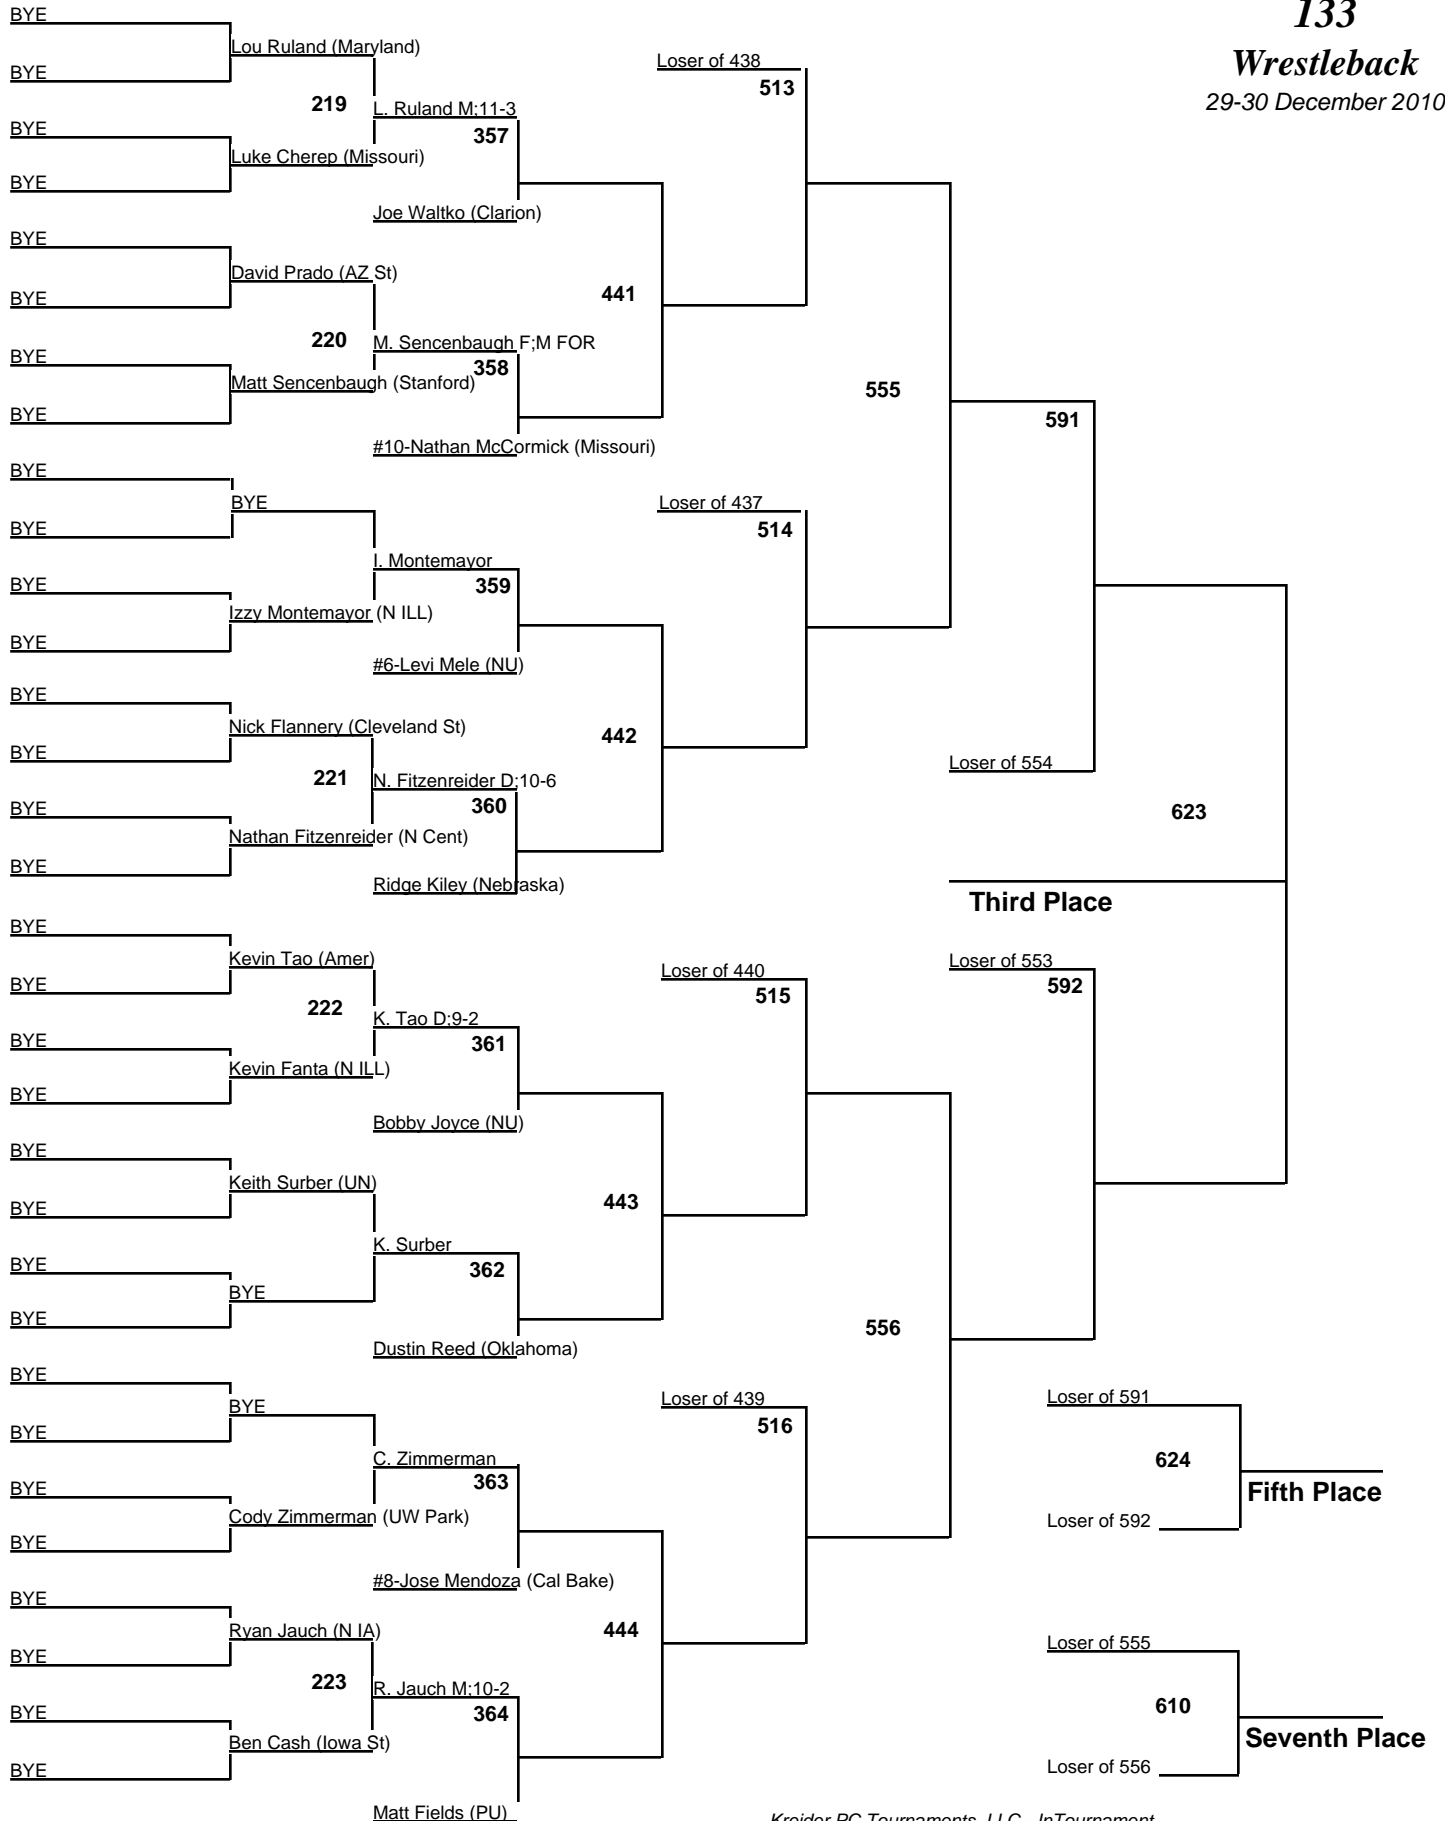 133
Wrestleback
29-30 December 2010
BYE
Lou Ruland (Maryland)
BYE
219
L. Ruland M;11-3
357
BYE
Luke Cherep (Missouri)
BYE
Joe Waltko (Clarion)
Loser of 438
513
BYE
David Prado (AZ St)
BYE
441
220
M. Sencenbaugh F;M FOR
358
BYE
Matt Sencenbaugh (Stanford)
BYE
#10-Nathan McCormick (Missouri)
555
591
BYE
BYE
BYE
Loser of 437
514
I. Montemayor
359
BYE
Izzy Montemayor (N ILL)
BYE
#6-Levi Mele (NU)
BYE
Nick Flannery (Cleveland St)
BYE
442
221
N. Fitzenreider D;10-6
360
BYE
Nathan Fitzenreider (N Cent)
BYE
Ridge Kiley (Nebraska)
Loser of 554
623
Third Place
BYE
Kevin Tao (Amer)
BYE
Loser of 440
515
Loser of 553
592
222
K. Tao D;9-2
361
BYE
Kevin Fanta (N ILL)
BYE
Bobby Joyce (NU)
BYE
Keith Surber (UN)
BYE
443
K. Surber
362
BYE
BYE
BYE
Dustin Reed (Oklahoma)
556
BYE
BYE
BYE
Loser of 439
516
C. Zimmerman
363
BYE
Cody Zimmerman (UW Park)
BYE
#8-Jose Mendoza (Cal Bake)
Loser of 591
624
Fifth Place
Loser of 592
BYE
Ryan Jauch (N IA)
BYE
444
223
R. Jauch M;10-2
364
BYE
Ben Cash (Iowa St)
BYE
Matt Fields (PU)
Loser of 555
610
Seventh Place
Loser of 556
Kreider PC Tournaments, LLC - InTournament